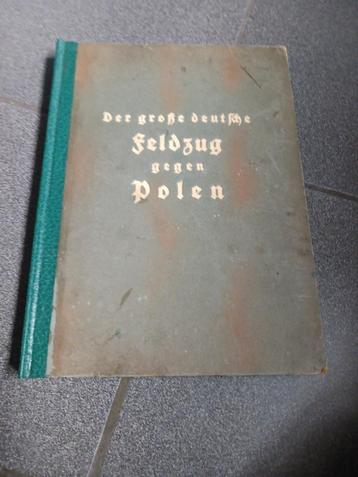 Der große deutsche
Feldzug
gegen
Polen